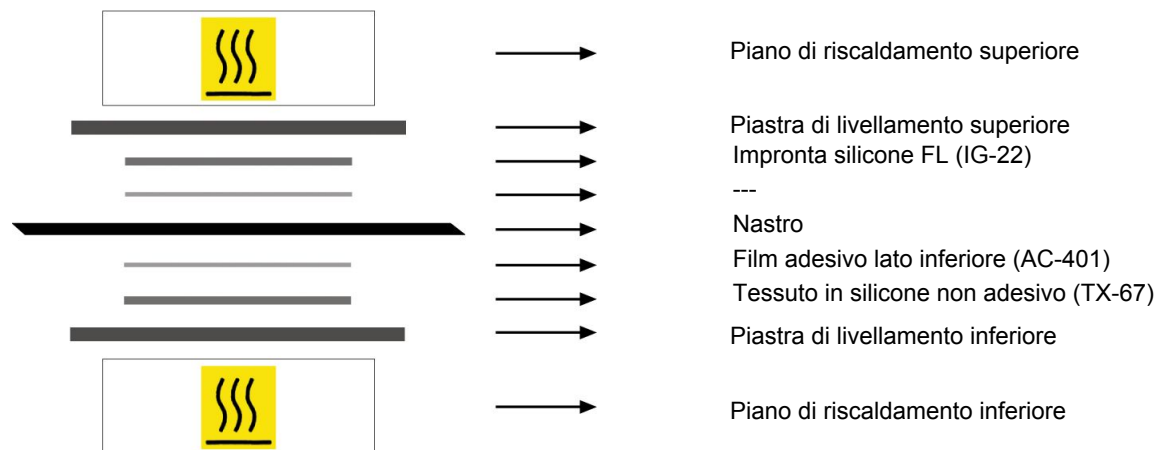 Piano di riscaldamento superiore
Piastra di livellamento superiore
Impronta silicone FL (IG-22)
---
Nastro
Film adesivo lato inferiore (AC-401)
Tessuto in silicone non adesivo (TX-67)
Piastra di livellamento inferiore
Piano di riscaldamento inferiore